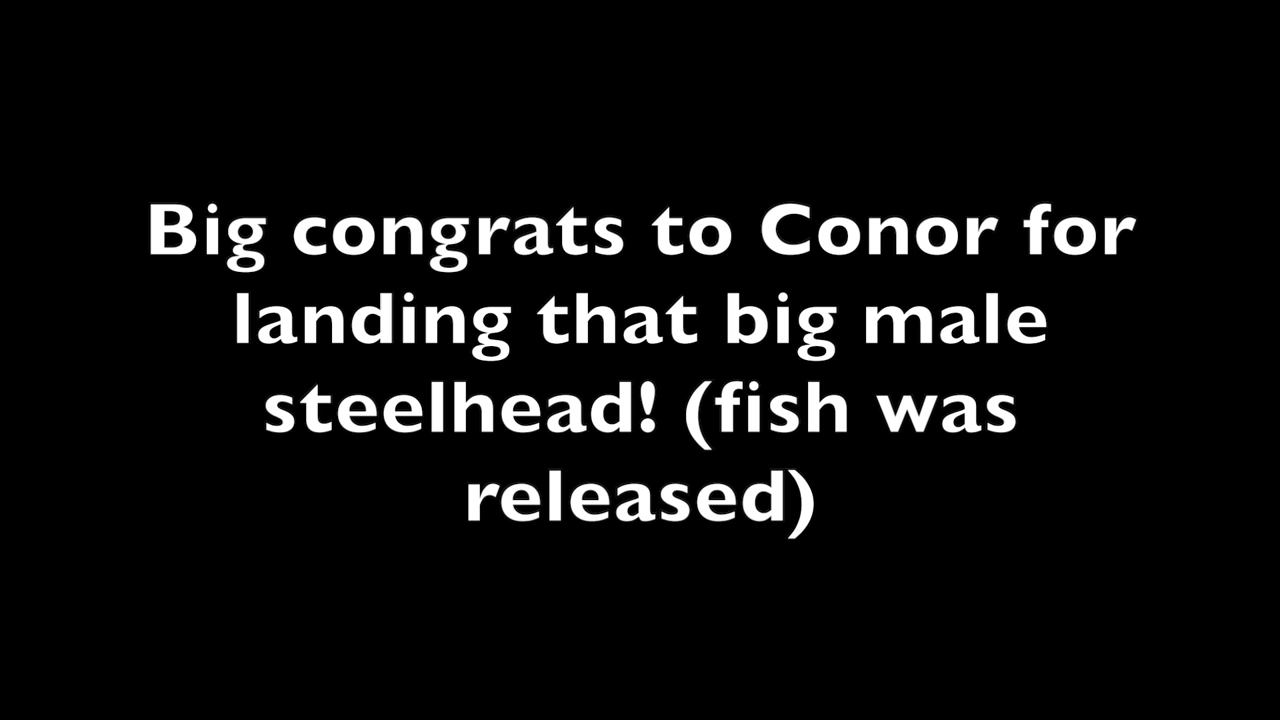 Big congrats to Conor for
landing that big male
steelhead! (fish was
released)